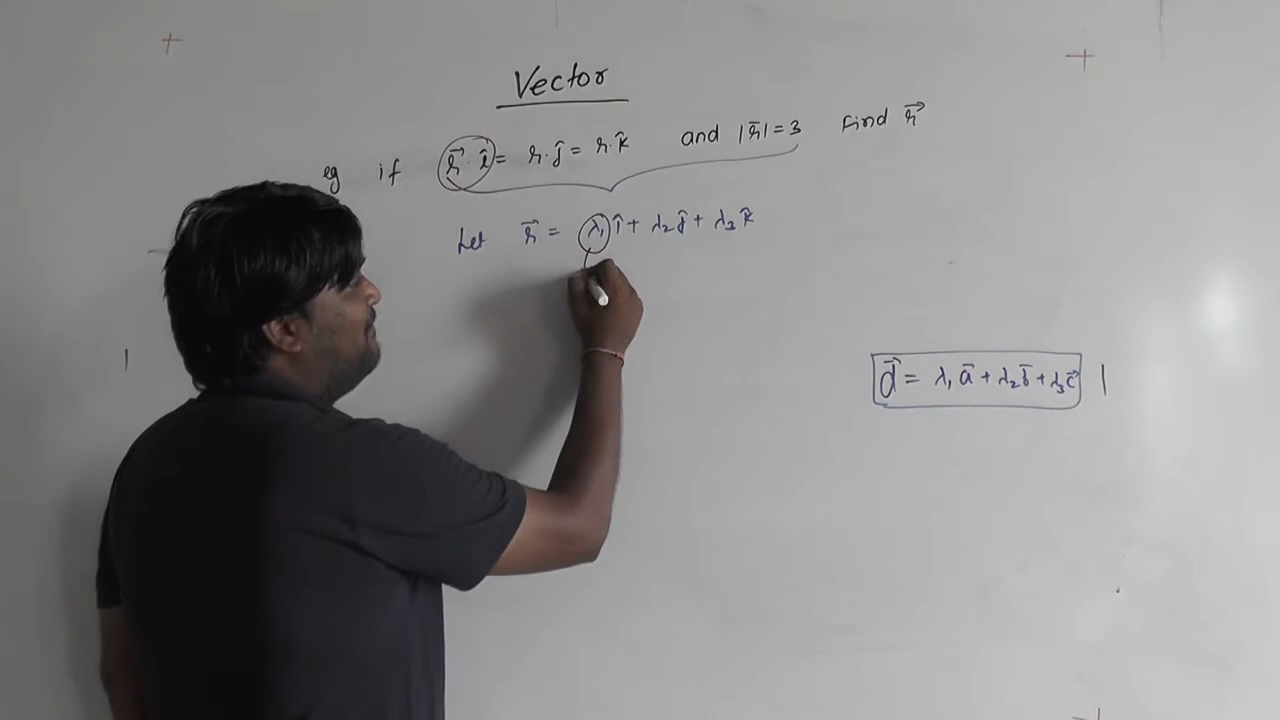 Vector
eg if r⃗·î = r·ĵ = r·k̂ and |r̄|=3 Find r⃗
Let r⃗ = λ₁î + λ₂ĵ + λ₃k̂
d⃗ = λ₁a̅ + λ₂b̅ + λ₃c⃗